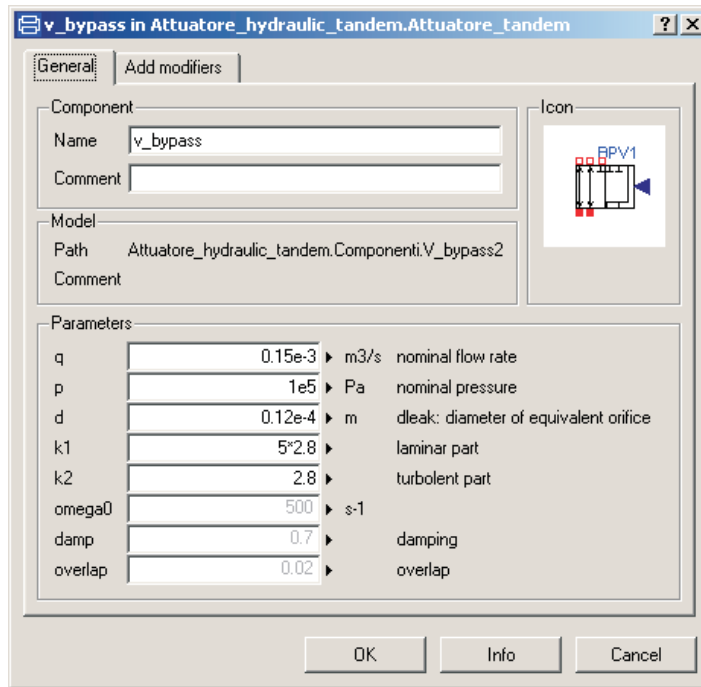 v_bypass in Attuatore_hydraulic_tandem.Attuatore_tandem ? ×
General Add modifiers
Component
Name v_bypass
Comment
Icon
BPV1
Model
Path Attuatore_hydraulic_tandem.Componenti.V_bypass2
Comment
Parameters
q 0.15e-3 m3/s nominal flow rate
p 1e5 Pa nominal pressure
d 0.12e-4 m dleak: diameter of equivalent orifice
k1 5*2.8 laminar part
k2 2.8 turbolent part
omega0 500 s-1
damp 0.7 damping
overlap 0.02 overlap
OK Info Cancel